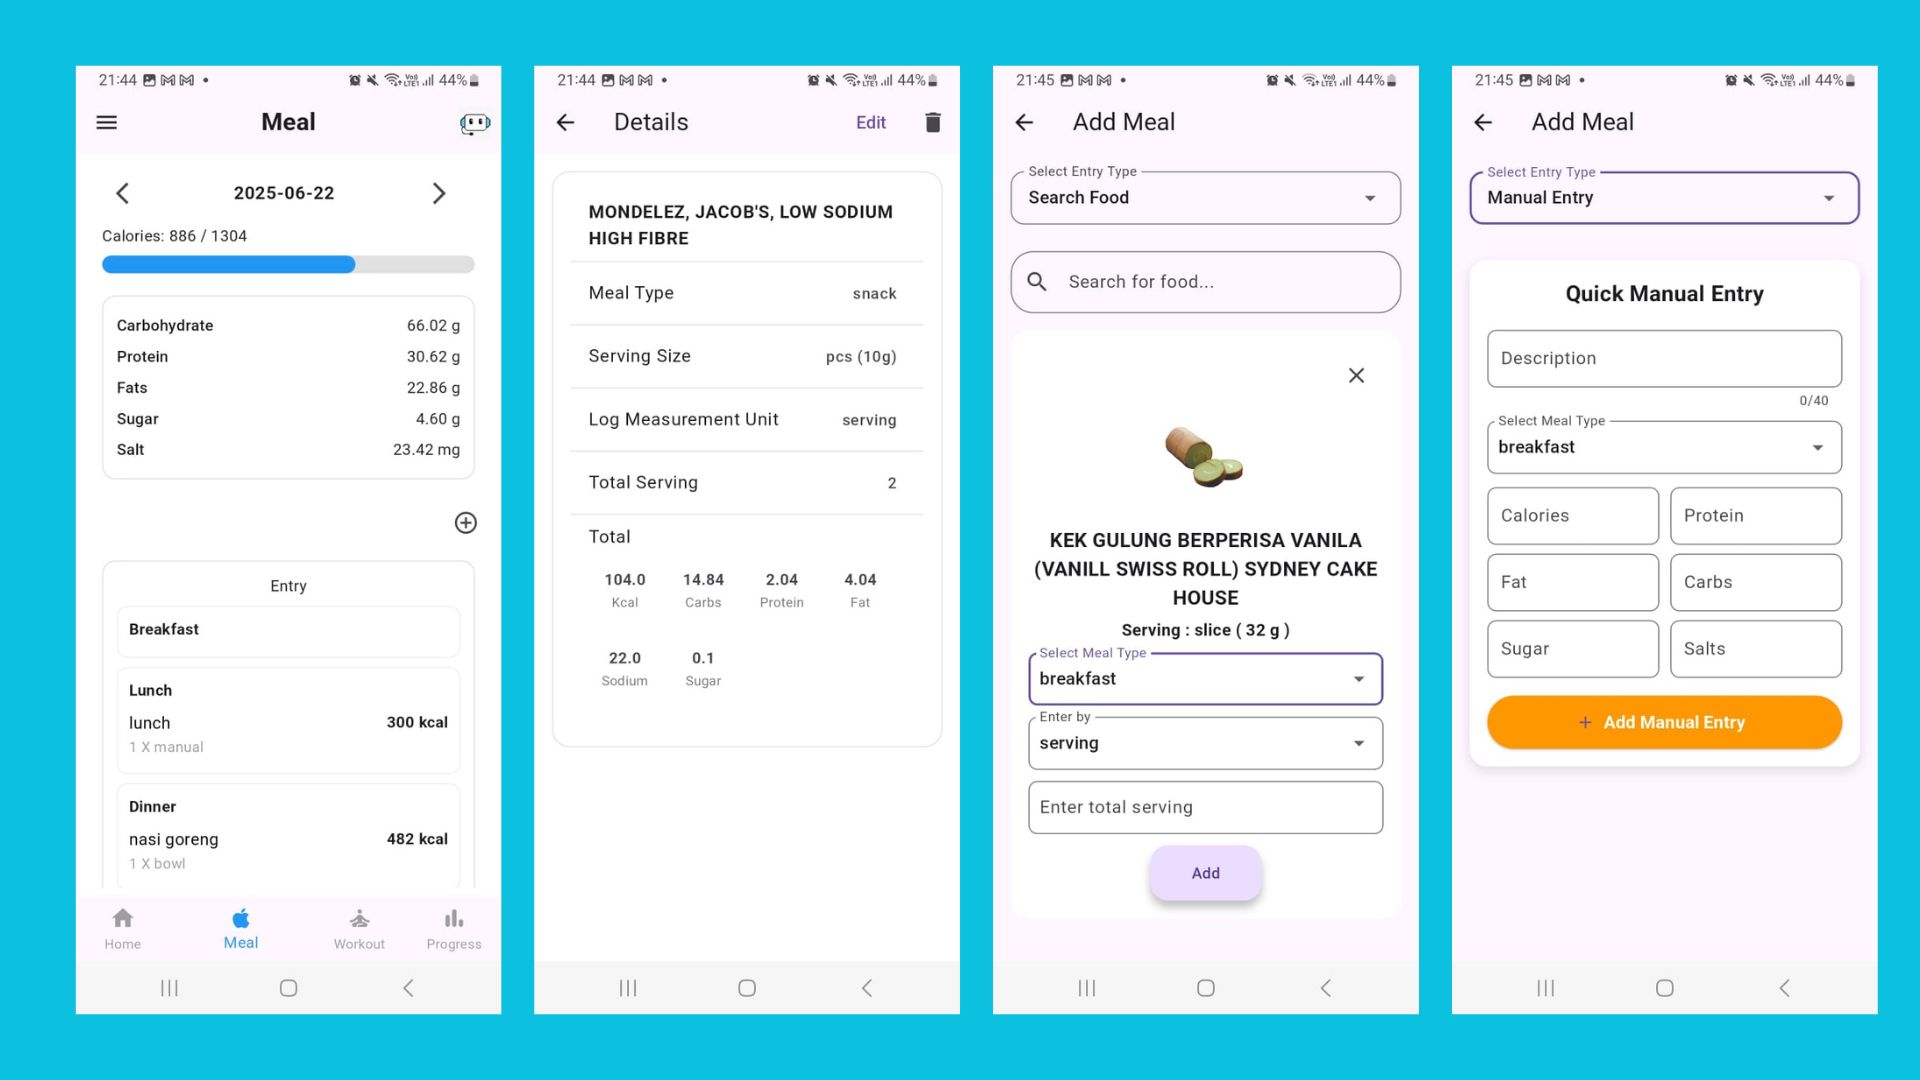 21:44
44%
Meal
2025-06-22
Calories: 886 / 1304
Carbohydrate 66.02 g
Protein 30.62 g
Fats 22.86 g
Sugar 4.60 g
Salt 23.42 mg
Entry
Breakfast
Lunch
lunch 300 kcal
1 X manual
Dinner
nasi goreng 482 kcal
1 X bowl
Home Meal Workout Progress
21:44
44%
Details Edit
MONDELEZ, JACOB'S, LOW SODIUM
HIGH FIBRE
Meal Type snack
Serving Size pcs (10g)
Log Measurement Unit serving
Total Serving 2
Total
104.0 14.84 2.04 4.04
Kcal Carbs Protein Fat
22.0 0.1
Sodium Sugar
21:45
44%
Add Meal
Select Entry Type
Search Food
Search for food...
KEK GULUNG BERPERISA VANILA
(VANILL SWISS ROLL) SYDNEY CAKE
HOUSE
Serving : slice ( 32 g )
Select Meal Type
breakfast
Enter by
serving
Enter total serving
Add
21:45
44%
Add Meal
Select Entry Type
Manual Entry
Quick Manual Entry
Description
0/40
Select Meal Type
breakfast
Calories Protein
Fat Carbs
Sugar Salts
+ Add Manual Entry